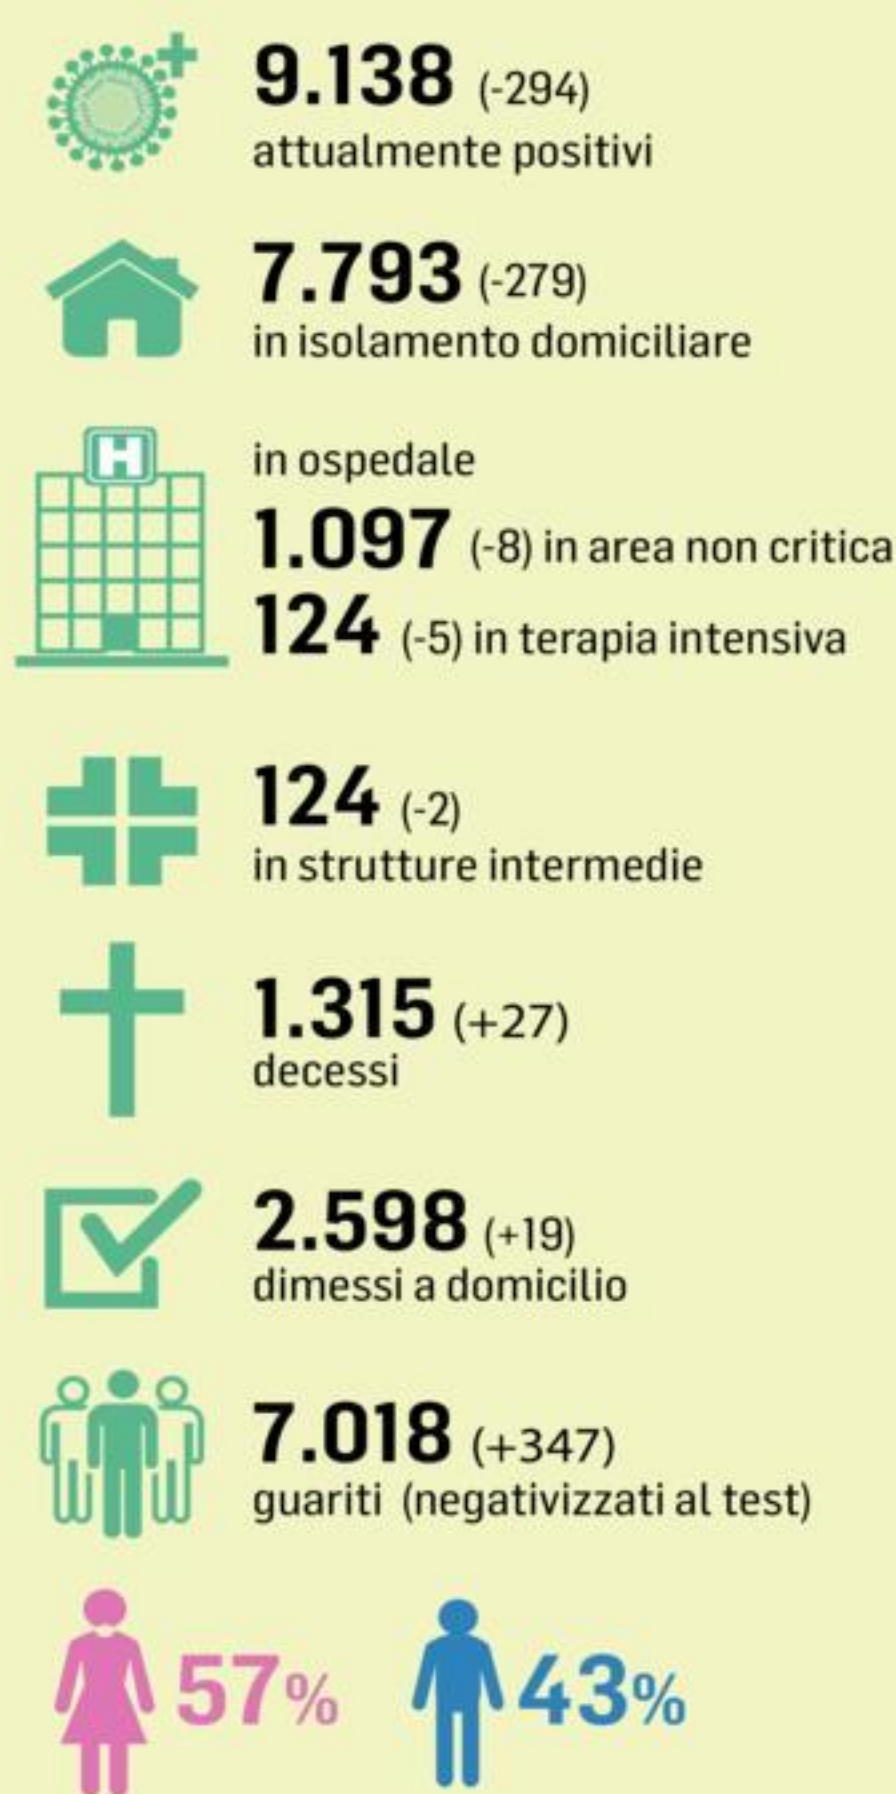 9.138 (-294)
attualmente positivi
7.793 (-279)
in isolamento domiciliare
H
in ospedale
1.097 (-8) in area non critica
124 (-5) in terapia intensiva
124 (-2)
in strutture intermedie
1.315 (+27)
decessi
2.598 (+19)
dimessi a domicilio
7.018 (+347)
guariti (negativizzati al test)
57% 43%